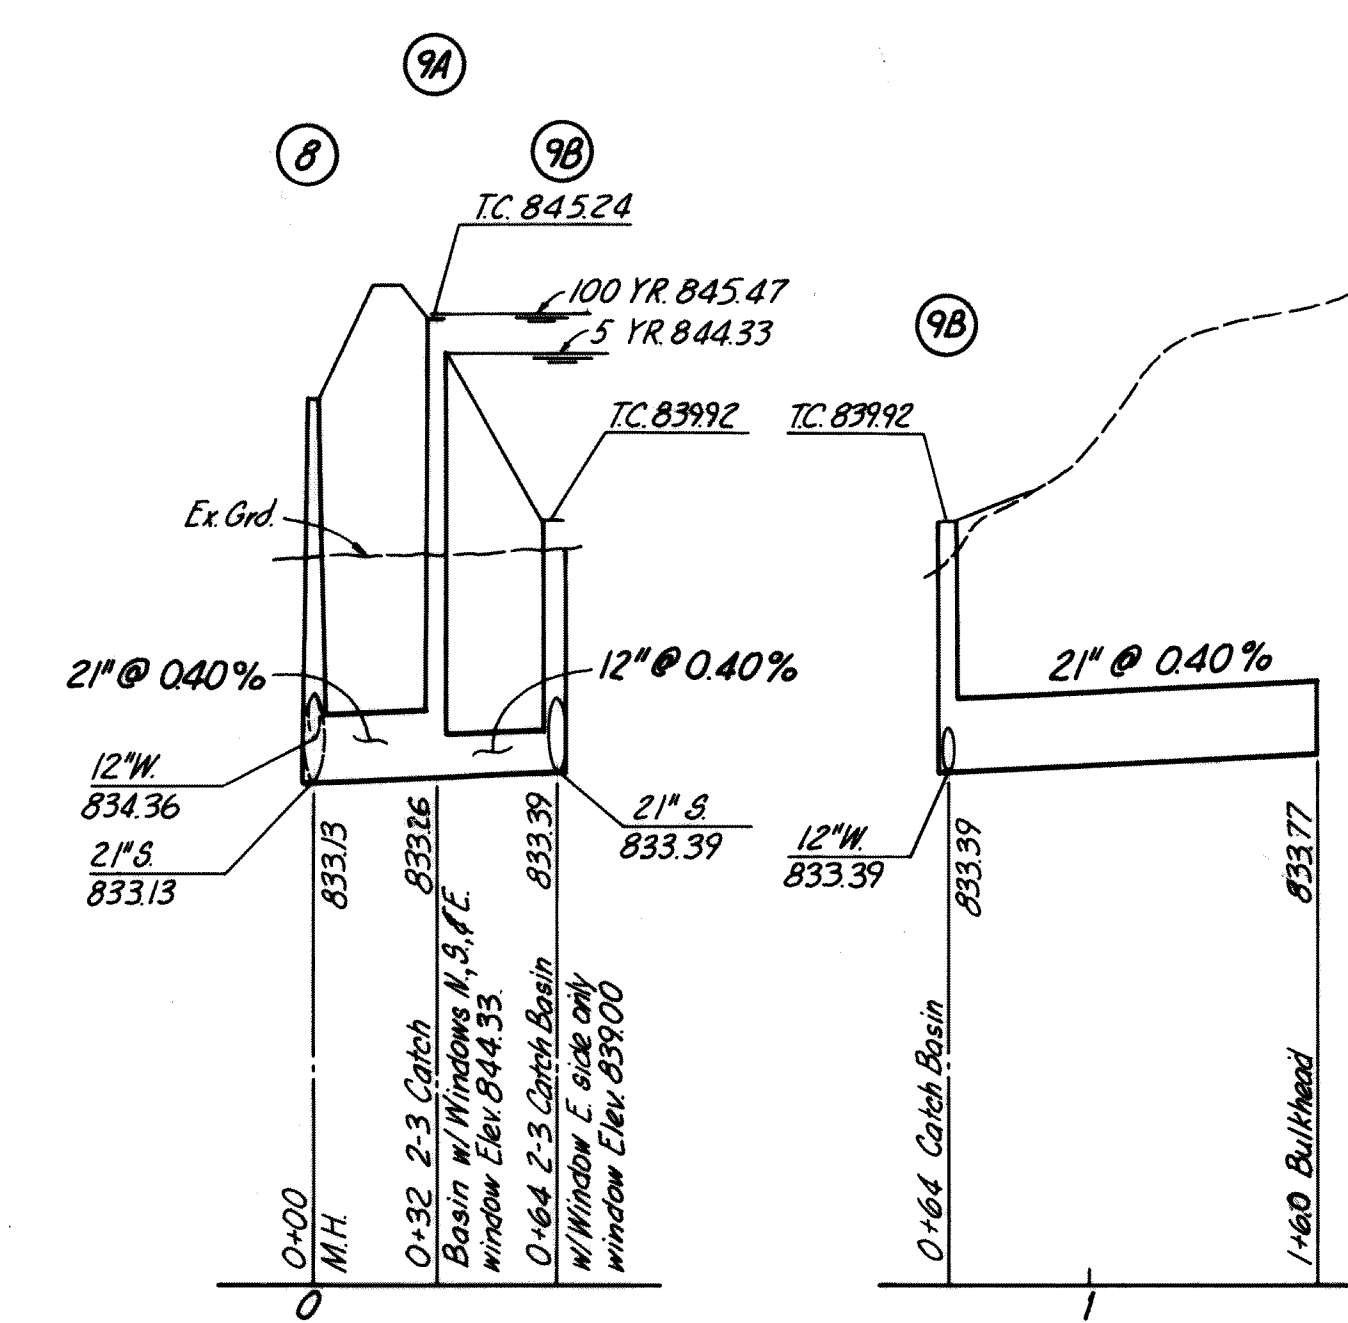 9A
8
9B
T.C. 845.24
100 YR. 845.47
5 YR. 844.33
9B
T.C. 839.92
T.C. 839.92
Ex. Grd.
21" @ 0.40%
12" @ 0.40%
21" @ 0.40%
12" W.
834.36
21" S.
833.13
21" S.
833.39
12" W.
833.39
833.13
833.26
833.39
833.39
833.77
0+00
M.H.
0+32 2-3 Catch
Basin w/ Windows N., S., & E.
window Elev. 844.33.
0+64 2-3 Catch Basin
w/ Window E. side only
window Elev. 839.00
0+64 Catch Basin
1+60 Bulkhead
0
1